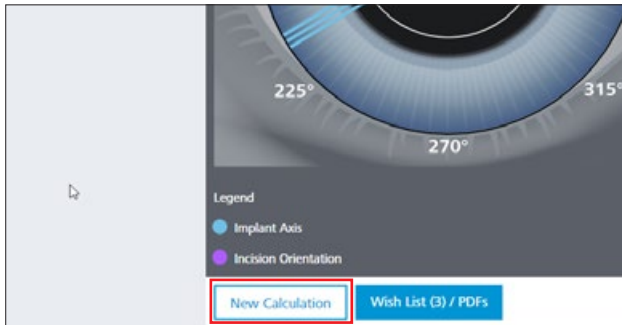 225°
315°
270°
Legend
Implant Axis
Incision Orientation
New Calculation
Wish List (3) / PDFs